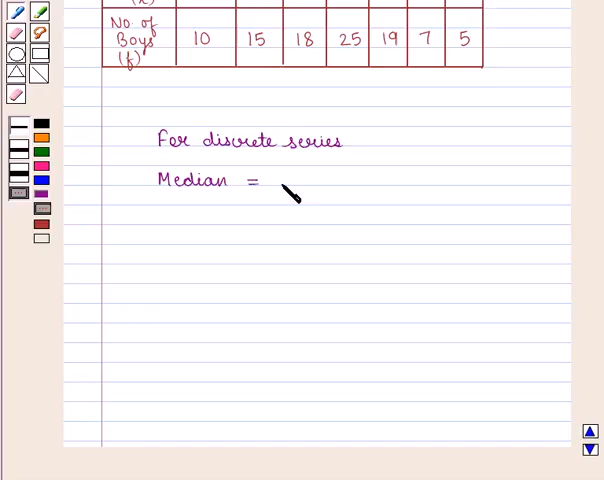 (x)
No. of Boys (f) 10 15 18 25 19 7 5
For discrete series
Median =